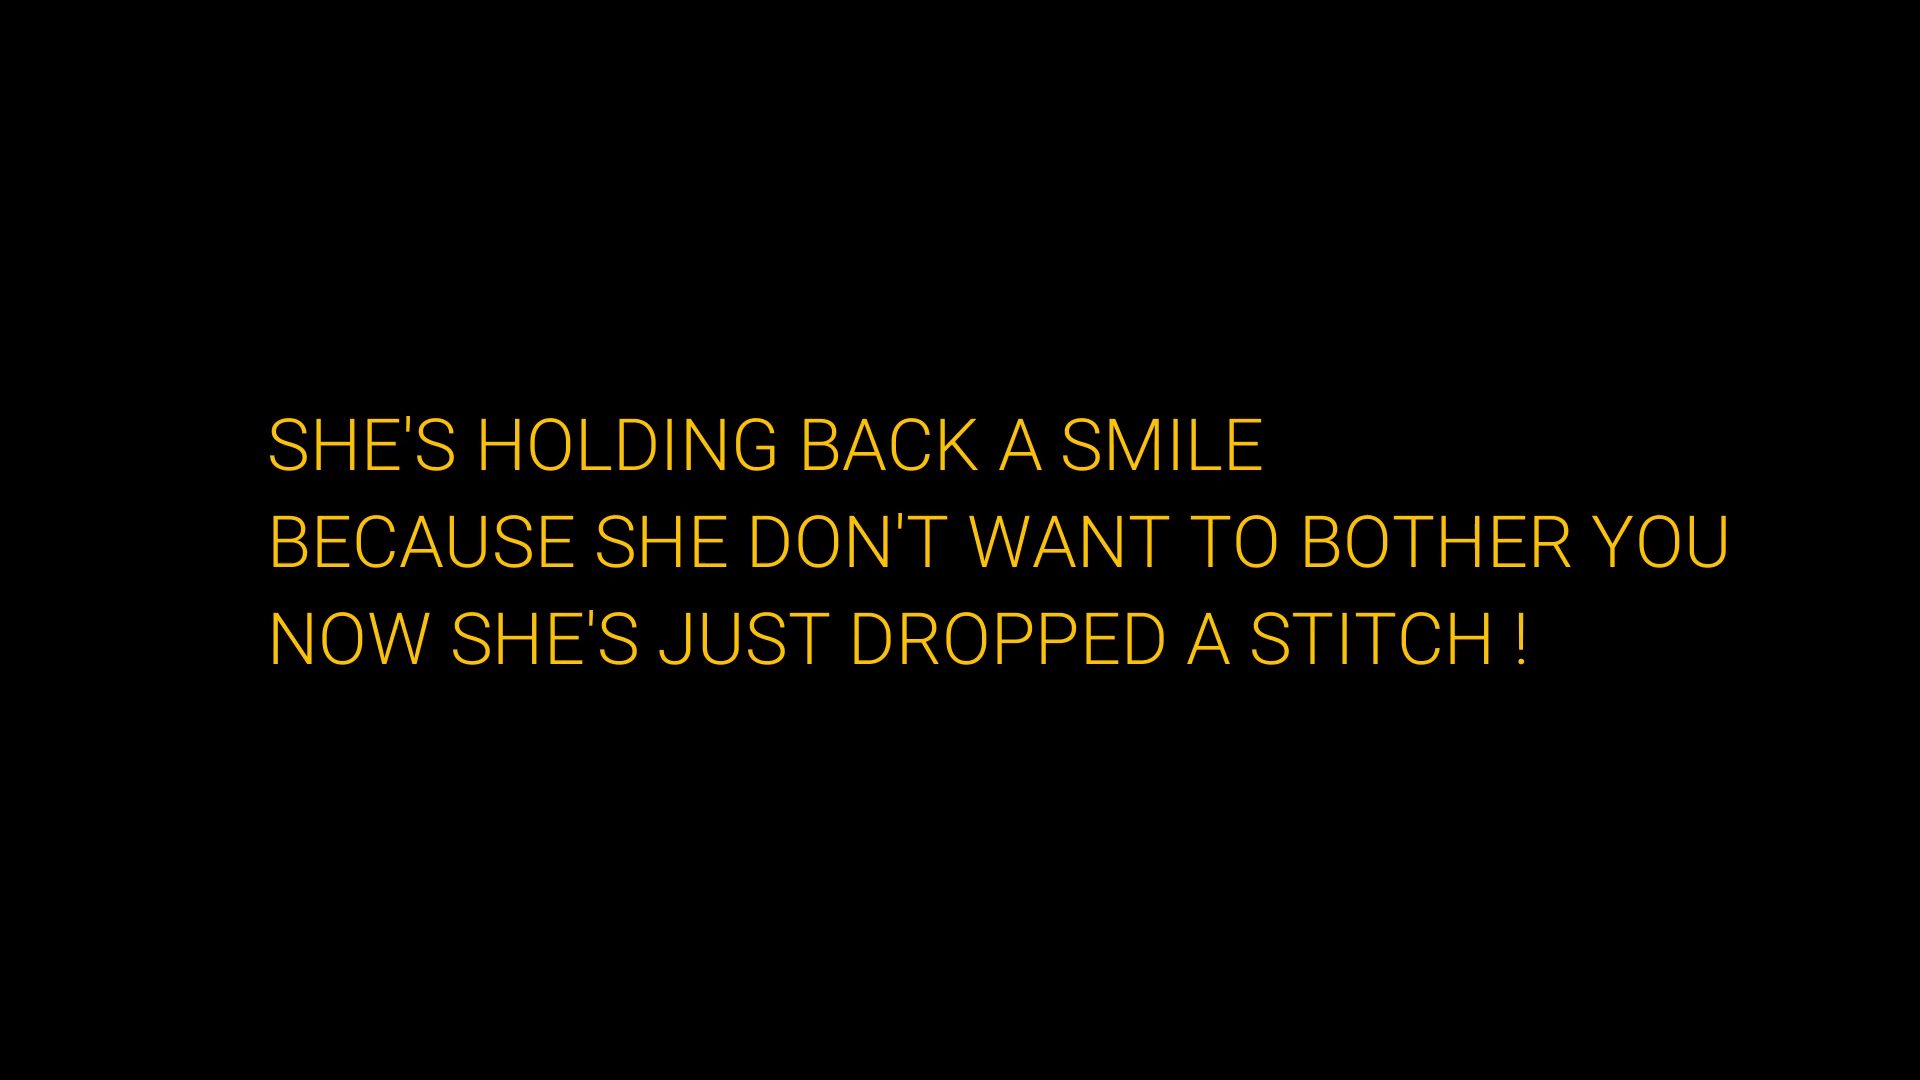 SHE'S HOLDING BACK A SMILE
BECAUSE SHE DON'T WANT TO BOTHER YOU
NOW SHE'S JUST DROPPED A STITCH !